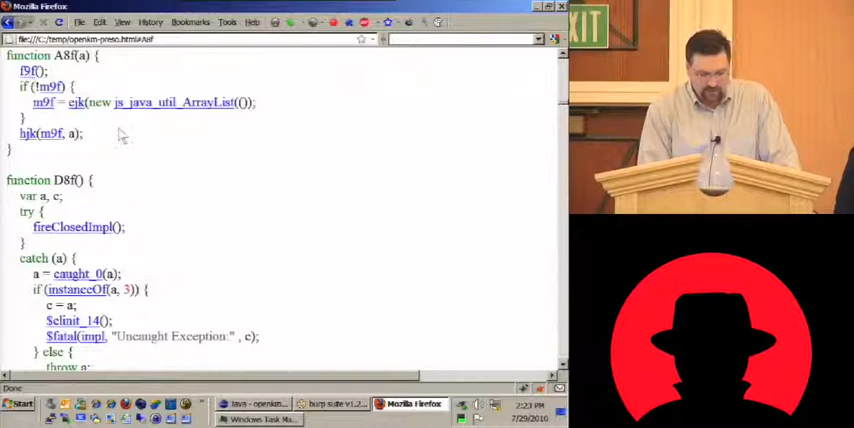 Mozilla Firefox
File Edit View History Bookmarks Tools Help
file:///C:/temp/openkm-preso.html#A8f
function A8f(a) {
f9f();
if (!m9f) {
m9f = ejk(new js_java_util_ArrayList(());
}
hjk(m9f, a);
}
function D8f() {
var a, c;
try {
fireClosedImpl();
}
catch (a) {
a = caught_0(a);
if (instanceOf(a, 3)) {
c = a;
$clinit_14();
$fatal(impl, "Uncaught Exception:" , c);
} else {
throw a;
Done
Start
Java - openkm...
burp suite v1.2...
Mozilla Firefox
Windows Task Ma...
2:23 PM
7/29/2010
EXIT